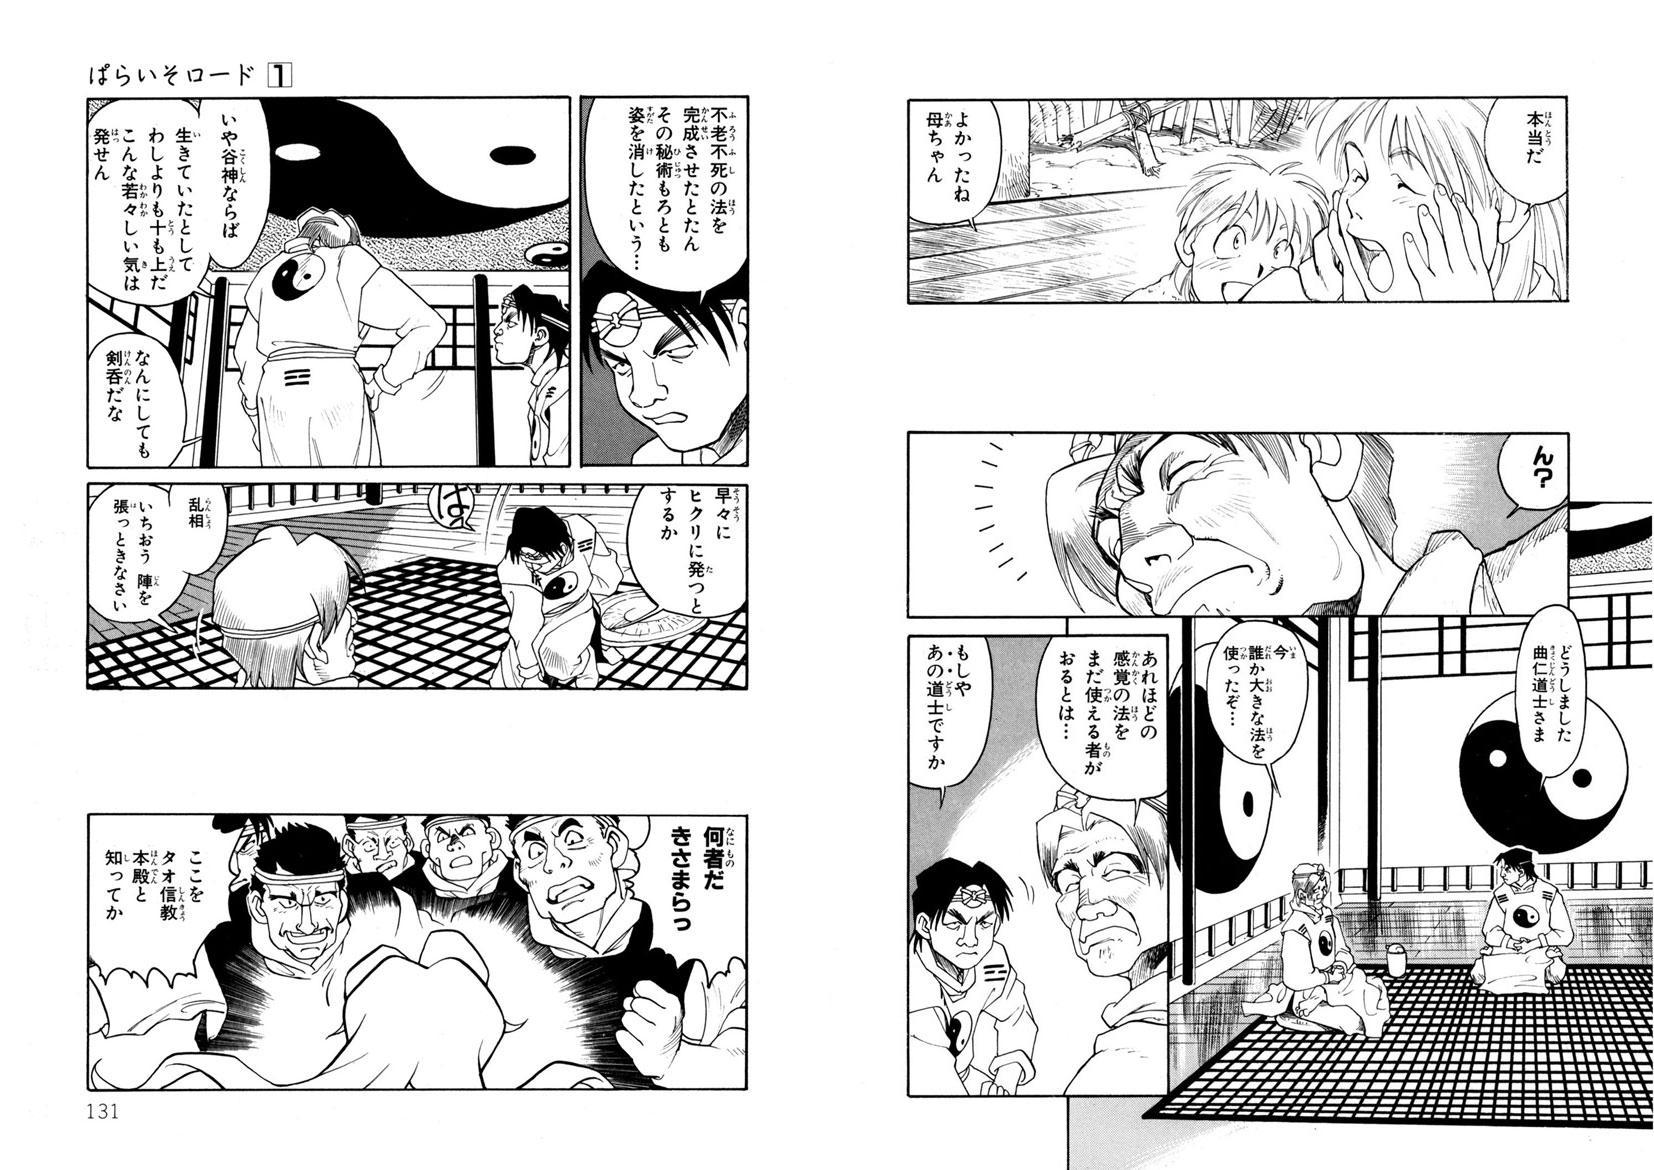 本当だ
よかったね
母ちゃん
ん?
どうしました
曲仁道士さま
今
誰か大きな法を
使ったぞ…
あれほどの
感覚の法を
まだ使える者が
おるとは…
もしや
あの道士ですか
ぱらいそロード 1
不老不死の法を
完成させたとたん
その秘術もろとも
姿を消したという…
いや谷神ならば
生きていたとして
わしよりも十も上だ
こんな若々しい気は
発せん
なんにしても
剣呑だな
早々に
ヒクリに発つと
するか
はぇ
乱相
いちおう 陣を
張っときなさい
何者だ
きさまらっ
ここを
タオ信教
本殿と
知ってか
131